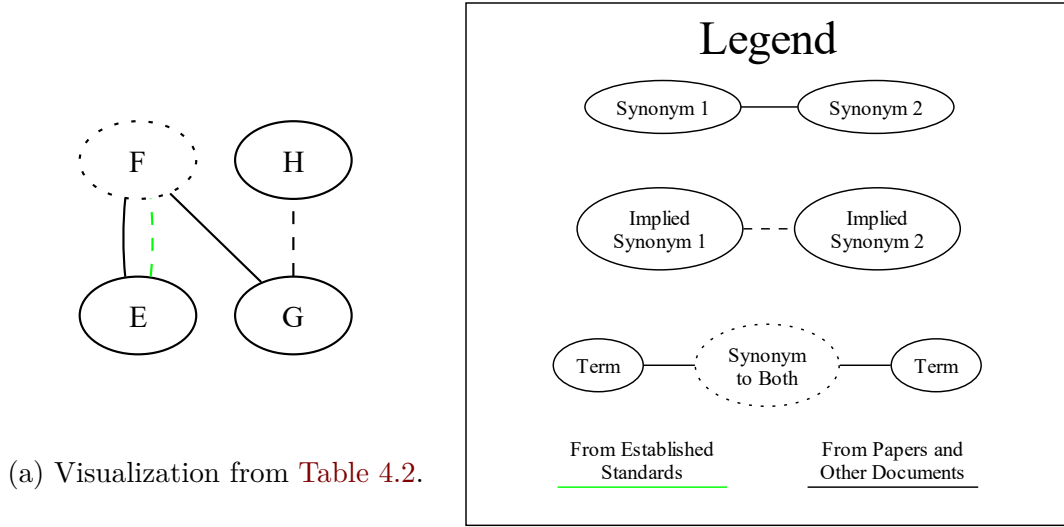 F
H
E
G
(a) Visualization from Table 4.2.
Legend
Synonym 1
Synonym 2
Implied
Synonym 1
Implied
Synonym 2
Term
Synonym
to Both
Term
From Established
Standards
From Papers and
Other Documents